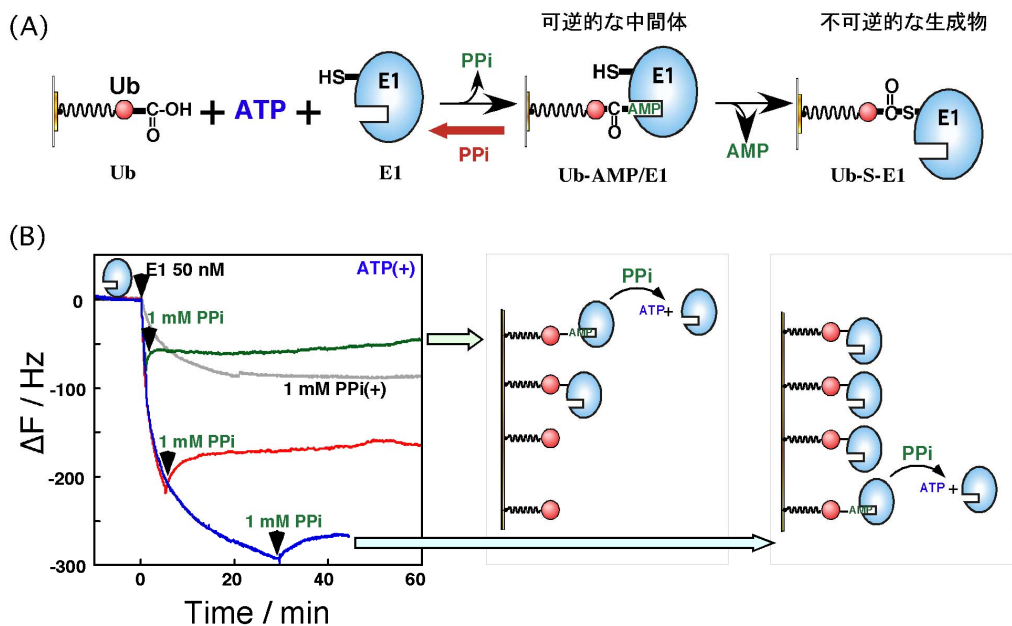 (A)
可逆的な中間体
不可逆的な生成物
Ub
C-OH
O
+ ATP +
HS
E1
PPi
PPi
HS
E1
C
O
AMP
AMP
O
C
S
E1
Ub
E1
Ub-AMP/E1
Ub-S-E1
(B)
E1 50 nM
ATP(+)
1 mM PPi
1 mM PPi(+)
1 mM PPi
1 mM PPi
0
-100
-200
-300
ΔF / Hz
0
20
40
60
Time / min
PPi
AMP
ATP+
PPi
AMP
ATP+